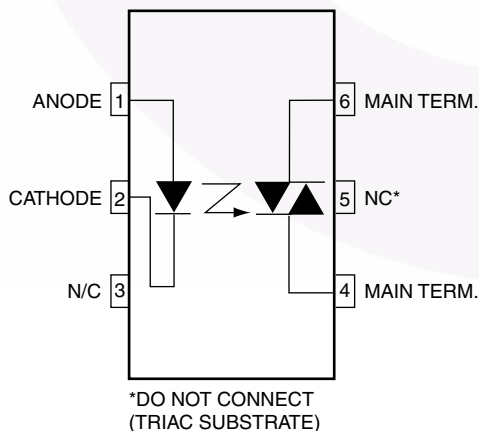 ANODE 1
6 MAIN TERM.
CATHODE 2
5 NC*
N/C 3
4 MAIN TERM.
*DO NOT CONNECT
(TRIAC SUBSTRATE)